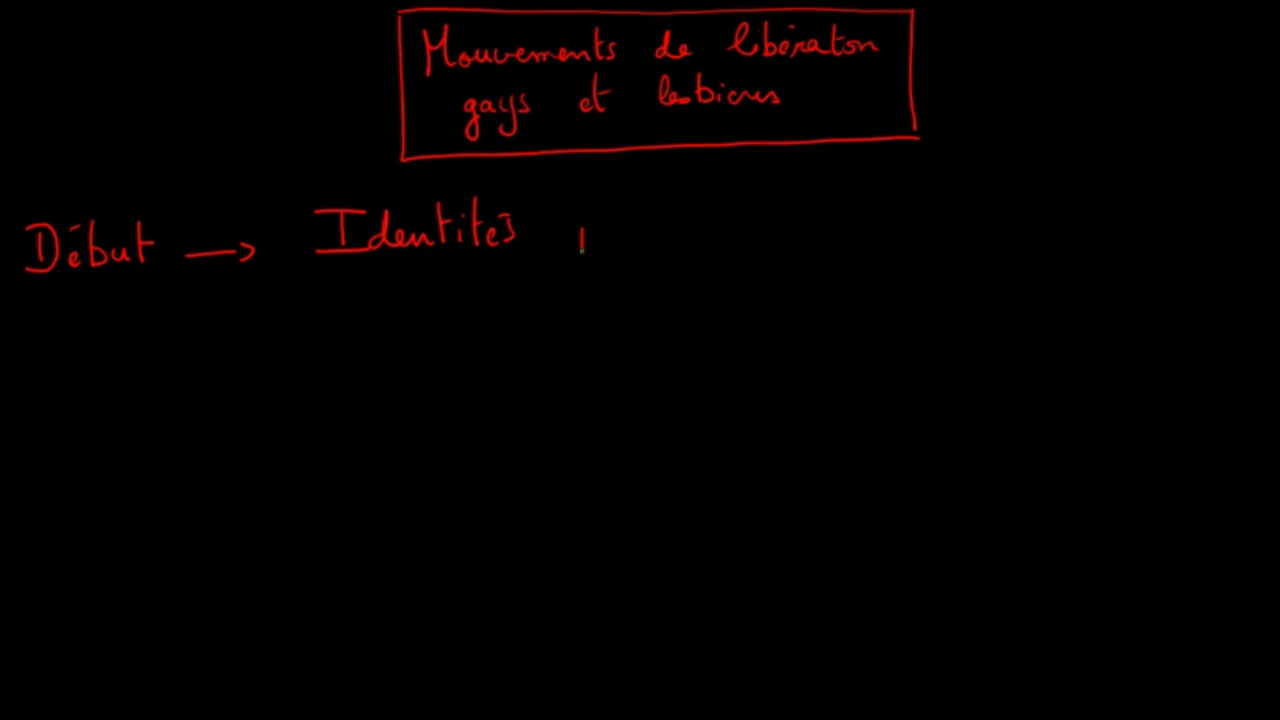 Mouvements de libération
gays et lesbiens
Début → Identités